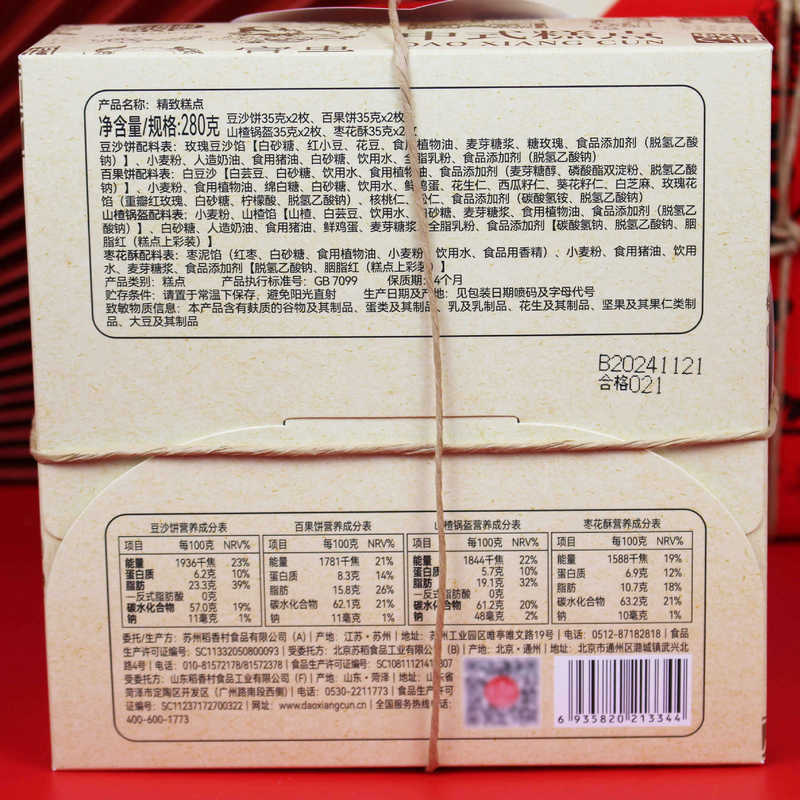 中式糕点
DAO XIANG CUN
产品名称：精致糕点
净含量/规格:280克
豆沙饼35克x2枚、百果饼35克x2枚
山楂锅盔35克x2枚、枣花酥35克x2枚
豆沙饼配料表：玫瑰豆沙馅【白砂糖、红小豆、花豆、食用植物油、麦芽糖浆、糖玫瑰、食品添加剂（脱氢乙酸
钠）】、小麦粉、人造奶油、食用猪油、白砂糖、饮用水、全脂乳粉、食品添加剂（脱氢乙酸钠）
百果饼配料表：白豆沙【白芸豆、白砂糖、饮用水、食用植物油、食品添加剂（麦芽糖醇、磷酸酯双淀粉、脱氢乙酸
钠）】、小麦粉、食用植物油、绵白糖、白砂糖、饮用水、鲜鸡蛋、花生仁、西瓜籽仁、葵花籽仁、白芝麻、玫瑰花
馅（重瓣红玫瑰、白砂糖、柠檬酸、脱氢乙酸钠）、核桃仁、松仁、食品添加剂（碳酸氢铵、脱氢乙酸钠）
山楂锅盔配料表：小麦粉、山楂馅【山楂、白芸豆、饮用水、白砂糖、麦芽糖浆、食用植物油、食品添加剂（脱氢乙
酸钠）】、白砂糖、人造奶油、食用猪油、鲜鸡蛋、麦芽糖浆、全脂乳粉、食品添加剂【碳酸氢钠、脱氢乙酸钠、胭
脂红（糕点上彩装）】
枣花酥配料表：枣泥馅（红枣、白砂糖、食用植物油、小麦粉、饮用水、食品用香精）、小麦粉、食用猪油、饮用
水、麦芽糖浆、食品添加剂【脱氢乙酸钠、胭脂红（糕点上彩装）】
产品类别：糕点 产品执行标准号：GB 7099 保质期：4个月
贮存条件：请置于常温下保存，避免阳光直射 生产日期及产地：见包装日期喷码及字母代号
致敏物质信息：本产品含有麸质的谷物及其制品、蛋类及其制品、乳及乳制品、花生及其制品、坚果及其果仁类制
品、大豆及其制品
B20241121
合格021
豆沙饼营养成分表 百果饼营养成分表 山楂锅盔营养成分表 枣花酥营养成分表
项目 每100克 NRV% 项目 每100克 NRV% 项目 每100克 NRV% 项目 每100克 NRV%
能量 1936千焦 23% 能量 1781千焦 21% 能量 1844千焦 22% 能量 1588千焦 19%
蛋白质 6.2克 10% 蛋白质 8.3克 14% 蛋白质 5.7克 10% 蛋白质 6.9克 12%
脂肪 23.3克 39% 脂肪 15.8克 26% 脂肪 19.1克 32% 脂肪 10.7克 18%
—反式脂肪酸 0克 —反式脂肪酸 0克
碳水化合物 57.0克 19% 碳水化合物 62.1克 21% 碳水化合物 61.2克 20% 碳水化合物 63.2克 21%
钠 11毫克 1% 钠 11毫克 1% 钠 48毫克 2% 钠 10毫克 1%
委托/生产方：苏州稻香村食品有限公司（A）| 产地：江苏·苏州 | 地址：苏州工业园区唯亭唯文路19号 | 电话：0512-87182818 | 食品
生产许可证编号：SC11332050800093 | 受委托方：北京苏稻食品工业有限公司（B）| 产地：北京·通州 | 地址：北京市通州区潞城镇武兴北
路4号 | 电话：010-81572178/81572378 | 食品生产许可证编号：SC10811121411307
受委托方：山东稻香村食品工业有限公司（F）| 产地：山东·菏泽 | 地址：山东省
菏泽市定陶区开发区（广州路南段西侧）| 电话：0530-2211773 | 食品生产许可
证编号：SC11237172700322 | 网址：www.daoxiangcun.cn | 全国服务热线电话：
400-600-1773
6 935820 213344